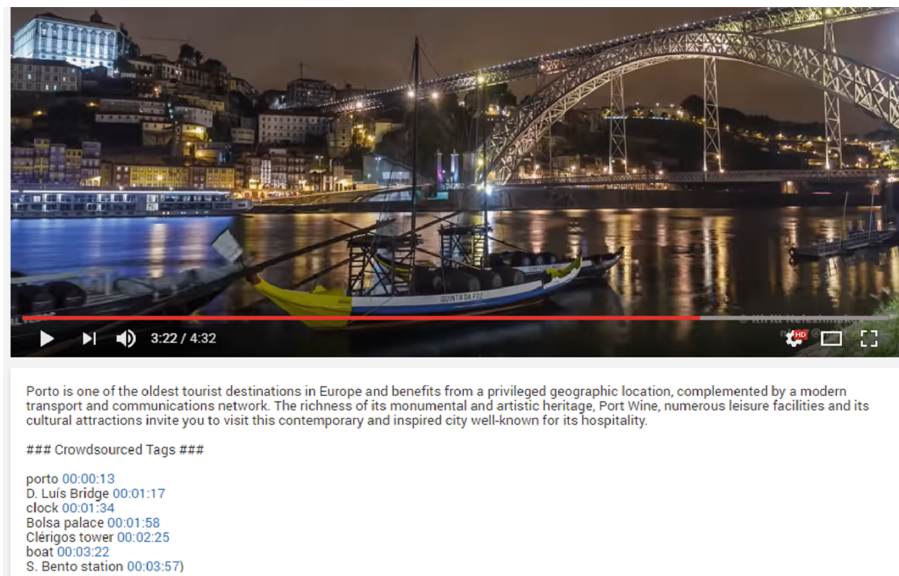 QUINTA DA
3:22 / 4:32
HD
Porto is one of the oldest tourist destinations in Europe and benefits from a privileged geographic location, complemented by a modern
transport and communications network. The richness of its monumental and artistic heritage, Port Wine, numerous leisure facilities and its
cultural attractions invite you to visit this contemporary and inspired city well-known for its hospitality.
### Crowdsourced Tags ###
porto 00:00:13
D. Luís Bridge 00:01:17
clock 00:01:34
Bolsa palace 00:01:58
Clérigos tower 00:02:25
boat 00:03:22
S. Bento station 00:03:57)